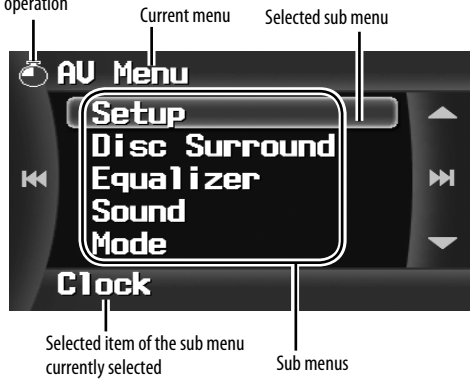 operation
Current menu
Selected sub menu
AV Menu
Setup
Disc Surround
Equalizer
Sound
Mode
Clock
Selected item of the sub menu
currently selected
Sub menus